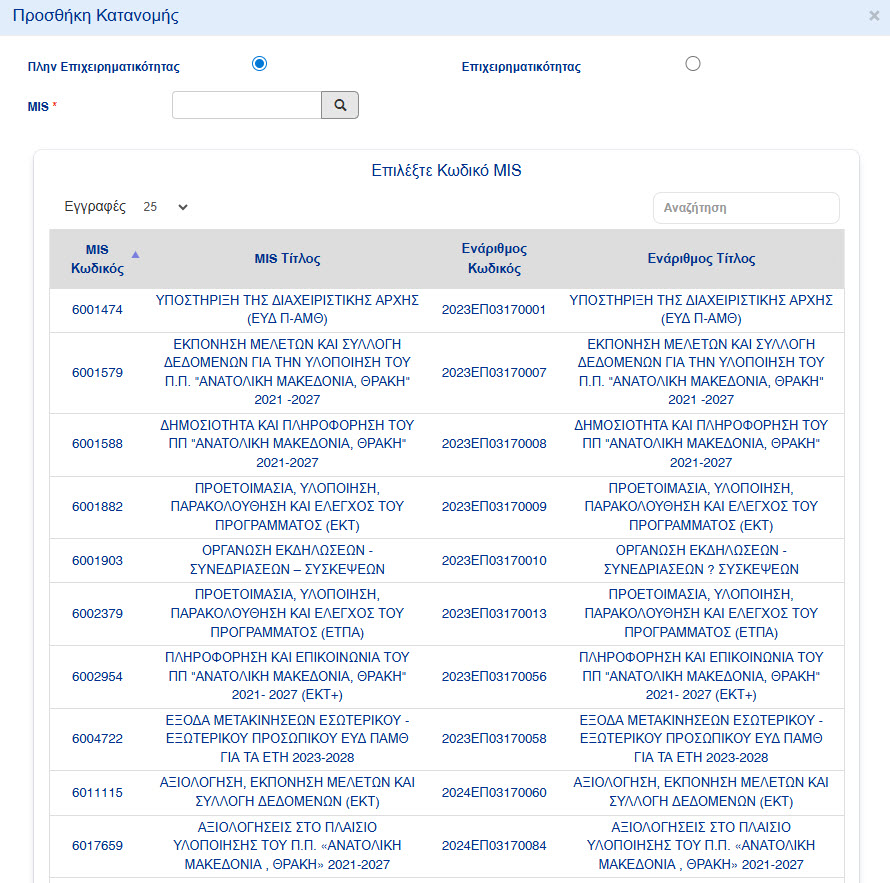 Προσθήκη Κατανομής
×
Πλην Επιχειρηματικότητας
Επιχειρηματικότητας
MIS *
Επιλέξτε Κωδικό MIS
Εγγραφές 25
Αναζήτηση
MIS Κωδικός
MIS Τίτλος
Ενάριθμος Κωδικός
Ενάριθμος Τίτλος
6001474
ΥΠΟΣΤΗΡΙΞΗ ΤΗΣ ΔΙΑΧΕΙΡΙΣΤΙΚΗΣ ΑΡΧΗΣ
(ΕΥΔ Π-ΑΜΘ)
2023ΕΠ03170001
ΥΠΟΣΤΗΡΙΞΗ ΤΗΣ ΔΙΑΧΕΙΡΙΣΤΙΚΗΣ ΑΡΧΗΣ
(ΕΥΔ Π-ΑΜΘ)
6001579
ΕΚΠΟΝΗΣΗ ΜΕΛΕΤΩΝ ΚΑΙ ΣΥΛΛΟΓΗ
ΔΕΔΟΜΕΝΩΝ ΓΙΑ ΤΗΝ ΥΛΟΠΟΙΗΣΗ ΤΟΥ
Π.Π. "ΑΝΑΤΟΛΙΚΗ ΜΑΚΕΔΟΝΙΑ, ΘΡΑΚΗ"
2021 -2027
2023ΕΠ03170007
ΕΚΠΟΝΗΣΗ ΜΕΛΕΤΩΝ ΚΑΙ ΣΥΛΛΟΓΗ
ΔΕΔΟΜΕΝΩΝ ΓΙΑ ΤΗΝ ΥΛΟΠΟΙΗΣΗ ΤΟΥ
Π.Π. "ΑΝΑΤΟΛΙΚΗ ΜΑΚΕΔΟΝΙΑ, ΘΡΑΚΗ"
2021 -2027
6001588
ΔΗΜΟΣΙΟΤΗΤΑ ΚΑΙ ΠΛΗΡΟΦΟΡΗΣΗ ΤΟΥ
ΠΠ "ΑΝΑΤΟΛΙΚΗ ΜΑΚΕΔΟΝΙΑ, ΘΡΑΚΗ"
2021-2027
2023ΕΠ03170008
ΔΗΜΟΣΙΟΤΗΤΑ ΚΑΙ ΠΛΗΡΟΦΟΡΗΣΗ ΤΟΥ
ΠΠ "ΑΝΑΤΟΛΙΚΗ ΜΑΚΕΔΟΝΙΑ, ΘΡΑΚΗ"
2021-2027
6001882
ΠΡΟΕΤΟΙΜΑΣΙΑ, ΥΛΟΠΟΙΗΣΗ,
ΠΑΡΑΚΟΛΟΥΘΗΣΗ ΚΑΙ ΕΛΕΓΧΟΣ ΤΟΥ
ΠΡΟΓΡΑΜΜΑΤΟΣ (ΕΚΤ)
2023ΕΠ03170009
ΠΡΟΕΤΟΙΜΑΣΙΑ, ΥΛΟΠΟΙΗΣΗ,
ΠΑΡΑΚΟΛΟΥΘΗΣΗ ΚΑΙ ΕΛΕΓΧΟΣ ΤΟΥ
ΠΡΟΓΡΑΜΜΑΤΟΣ (ΕΚΤ)
6001903
ΟΡΓΑΝΩΣΗ ΕΚΔΗΛΩΣΕΩΝ -
ΣΥΝΕΔΡΙΑΣΕΩΝ – ΣΥΣΚΕΨΕΩΝ
2023ΕΠ03170010
ΟΡΓΑΝΩΣΗ ΕΚΔΗΛΩΣΕΩΝ -
ΣΥΝΕΔΡΙΑΣΕΩΝ ? ΣΥΣΚΕΨΕΩΝ
6002379
ΠΡΟΕΤΟΙΜΑΣΙΑ, ΥΛΟΠΟΙΗΣΗ,
ΠΑΡΑΚΟΛΟΥΘΗΣΗ ΚΑΙ ΕΛΕΓΧΟΣ ΤΟΥ
ΠΡΟΓΡΑΜΜΑΤΟΣ (ΕΤΠΑ)
2023ΕΠ03170013
ΠΡΟΕΤΟΙΜΑΣΙΑ, ΥΛΟΠΟΙΗΣΗ,
ΠΑΡΑΚΟΛΟΥΘΗΣΗ ΚΑΙ ΕΛΕΓΧΟΣ ΤΟΥ
ΠΡΟΓΡΑΜΜΑΤΟΣ (ΕΤΠΑ)
6002954
ΠΛΗΡΟΦΟΡΗΣΗ ΚΑΙ ΕΠΙΚΟΙΝΩΝΙΑ ΤΟΥ
ΠΠ "ΑΝΑΤΟΛΙΚΗ ΜΑΚΕΔΟΝΙΑ, ΘΡΑΚΗ"
2021- 2027 (ΕΚΤ+)
2023ΕΠ03170056
ΠΛΗΡΟΦΟΡΗΣΗ ΚΑΙ ΕΠΙΚΟΙΝΩΝΙΑ ΤΟΥ
ΠΠ "ΑΝΑΤΟΛΙΚΗ ΜΑΚΕΔΟΝΙΑ, ΘΡΑΚΗ"
2021- 2027 (ΕΚΤ+)
6004722
ΕΞΟΔΑ ΜΕΤΑΚΙΝΗΣΕΩΝ ΕΣΩΤΕΡΙΚΟΥ -
ΕΞΩΤΕΡΙΚΟΥ ΠΡΟΣΩΠΙΚΟΥ ΕΥΔ ΠΑΜΘ
ΓΙΑ ΤΑ ΕΤΗ 2023-2028
2023ΕΠ03170058
ΕΞΟΔΑ ΜΕΤΑΚΙΝΗΣΕΩΝ ΕΣΩΤΕΡΙΚΟΥ -
ΕΞΩΤΕΡΙΚΟΥ ΠΡΟΣΩΠΙΚΟΥ ΕΥΔ ΠΑΜΘ
ΓΙΑ ΤΑ ΕΤΗ 2023-2028
6011115
ΑΞΙΟΛΟΓΗΣΗ, ΕΚΠΟΝΗΣΗ ΜΕΛΕΤΩΝ ΚΑΙ
ΣΥΛΛΟΓΗ ΔΕΔΟΜΕΝΩΝ (ΕΚΤ)
2024ΕΠ03170060
ΑΞΙΟΛΟΓΗΣΗ, ΕΚΠΟΝΗΣΗ ΜΕΛΕΤΩΝ ΚΑΙ
ΣΥΛΛΟΓΗ ΔΕΔΟΜΕΝΩΝ (ΕΚΤ)
6017659
ΑΞΙΟΛΟΓΗΣΕΙΣ ΣΤΟ ΠΛΑΙΣΙΟ
ΥΛΟΠΟΙΗΣΗΣ ΤΟΥ Π.Π. «ΑΝΑΤΟΛΙΚΗ
ΜΑΚΕΔΟΝΙΑ , ΘΡΑΚΗ» 2021-2027
2024ΕΠ03170084
ΑΞΙΟΛΟΓΗΣΕΙΣ ΣΤΟ ΠΛΑΙΣΙΟ
ΥΛΟΠΟΙΗΣΗΣ ΤΟΥ Π.Π. «ΑΝΑΤΟΛΙΚΗ
ΜΑΚΕΔΟΝΙΑ , ΘΡΑΚΗ» 2021-2027